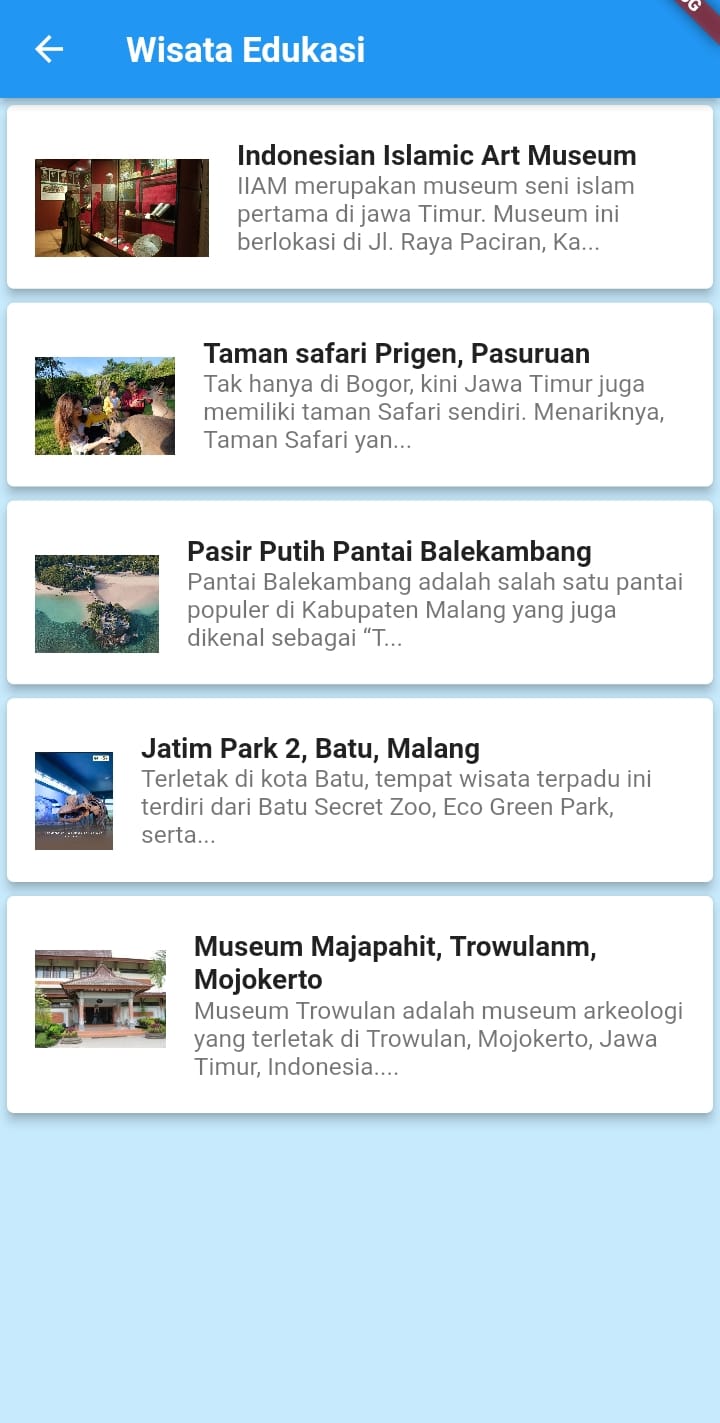 Wisata Edukasi
Indonesian Islamic Art Museum
IIAM merupakan museum seni islam
pertama di jawa Timur. Museum ini
berlokasi di Jl. Raya Paciran, Ka...
Taman safari Prigen, Pasuruan
Tak hanya di Bogor, kini Jawa Timur juga
memiliki taman Safari sendiri. Menariknya,
Taman Safari yan...
Pasir Putih Pantai Balekambang
Pantai Balekambang adalah salah satu pantai
populer di Kabupaten Malang yang juga
dikenal sebagai “T...
Jatim Park 2, Batu, Malang
Terletak di kota Batu, tempat wisata terpadu ini
terdiri dari Batu Secret Zoo, Eco Green Park,
serta...
Museum Majapahit, Trowulanm,
Mojokerto
Museum Trowulan adalah museum arkeologi
yang terletak di Trowulan, Mojokerto, Jawa
Timur, Indonesia....